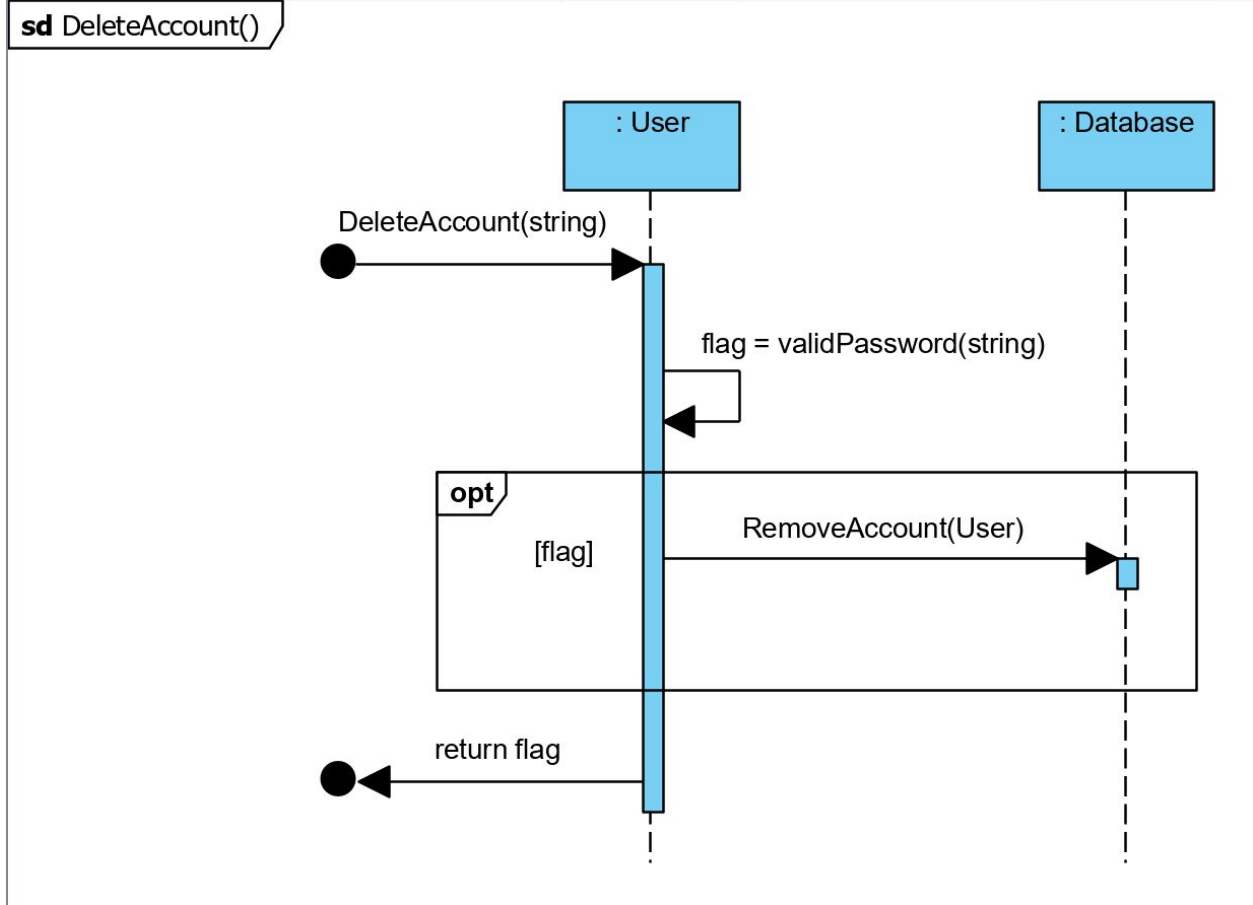 sd DeleteAccount()
: User
: Database
DeleteAccount(string)
flag = validPassword(string)
opt
RemoveAccount(User)
[flag]
return flag